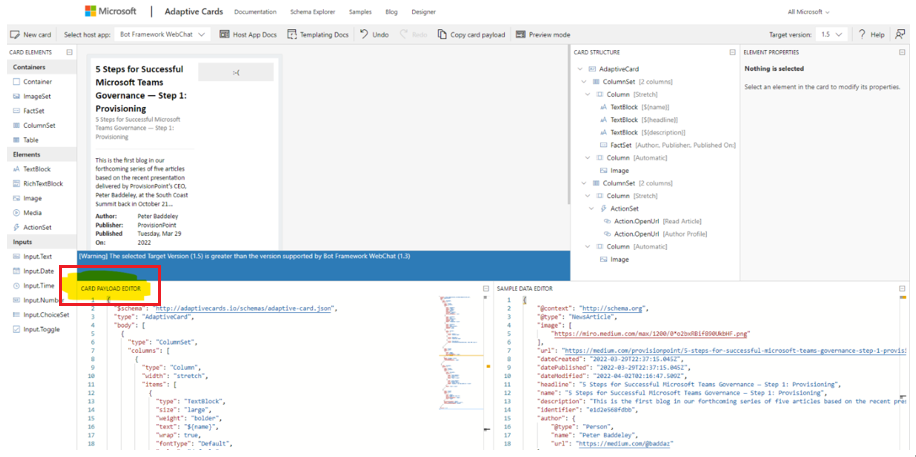 Microsoft | Adaptive Cards Documentation Schema Explorer Samples Blog Designer All Microsoft
New card Select host app: Bot Framework WebChat Host App Docs Templating Docs Undo Redo Copy card payload Preview mode Target version: 1.5 Help
CARD ELEMENTS
Containers
Container
ImageSet
FactSet
ColumnSet
Table
Elements
TextBlock
RichTextBlock
Image
Media
ActionSet
Inputs
Input.Text
Input.Date
Input.Time
Input.Number
Input.ChoiceSet
Input.Toggle
5 Steps for Successful
Microsoft Teams
Governance — Step 1:
Provisioning
5 Steps for Successful Microsoft
Teams Governance — Step 1:
Provisioning
This is the first blog in our
forthcoming series of five articles
based on the recent presentation
delivered by ProvisionPoint's CEO,
Peter Baddeley, at the South Coast
Summit back in October 21...
Author: Peter Baddeley
Publisher: ProvisionPoint
Published Tuesday, Mar 29
On: 2022
:-(
[Warning] The selected Target Version (1.5) is greater than the version supported by Bot Framework WebChat (1.3)
CARD STRUCTURE
AdaptiveCard
ColumnSet [2 columns]
Column [Stretch]
TextBlock [${name}]
TextBlock [${headline}]
TextBlock [${description}]
FactSet [Author:, Publisher:, Published On:]
Column [Automatic]
Image
ColumnSet [2 columns]
Column [Stretch]
ActionSet
Action.OpenUrl [Read Article]
Action.OpenUrl [Author Profile]
Column [Automatic]
Image
ELEMENT PROPERTIES
Nothing is selected
Select an element in the card to modify its properties.
CARD PAYLOAD EDITOR
1 {
2 "$schema": "http://adaptivecards.io/schemas/adaptive-card.json",
3 "type": "AdaptiveCard",
4 "body": [
5 {
6 "type": "ColumnSet",
7 "columns": [
8 {
9 "type": "Column",
10 "width": "stretch",
11 "items": [
12 {
13 "type": "TextBlock",
14 "size": "large",
15 "weight": "bolder",
16 "text": "${name}",
17 "wrap": true,
18 "fontType": "Default",
SAMPLE DATA EDITOR
1 {
2 "@context": "http://schema.org",
3 "@type": "NewsArticle",
4 "image": [
5 "https://miro.medium.com/max/1200/
6 ],
7 "url": "https://medium.com/provisionpoint/5-steps-for-successful-microsoft-teams-governance-step-1-provisi
8 "dateCreated": "2022-03-29T22:37:15.045Z",
9 "datePublished": "2022-03-29T22:37:15.045Z",
10 "dateModified": "2022-04-02T02:16:47.500Z",
11 "headline": "5 Steps for Successful Microsoft Teams Governance — Step 1: Provisioning",
12 "name": "5 Steps for Successful Microsoft Teams Governance — Step 1: Provisioning",
13 "description": "This is the first blog in our forthcoming series of five articles based on the recent pres
14 "identifier": "e1d2e560fdbb",
15 "author": {
16 "@type": "Person",
17 "name": "Peter Baddeley",
18 "url": "https://medium.com/@baddaz"